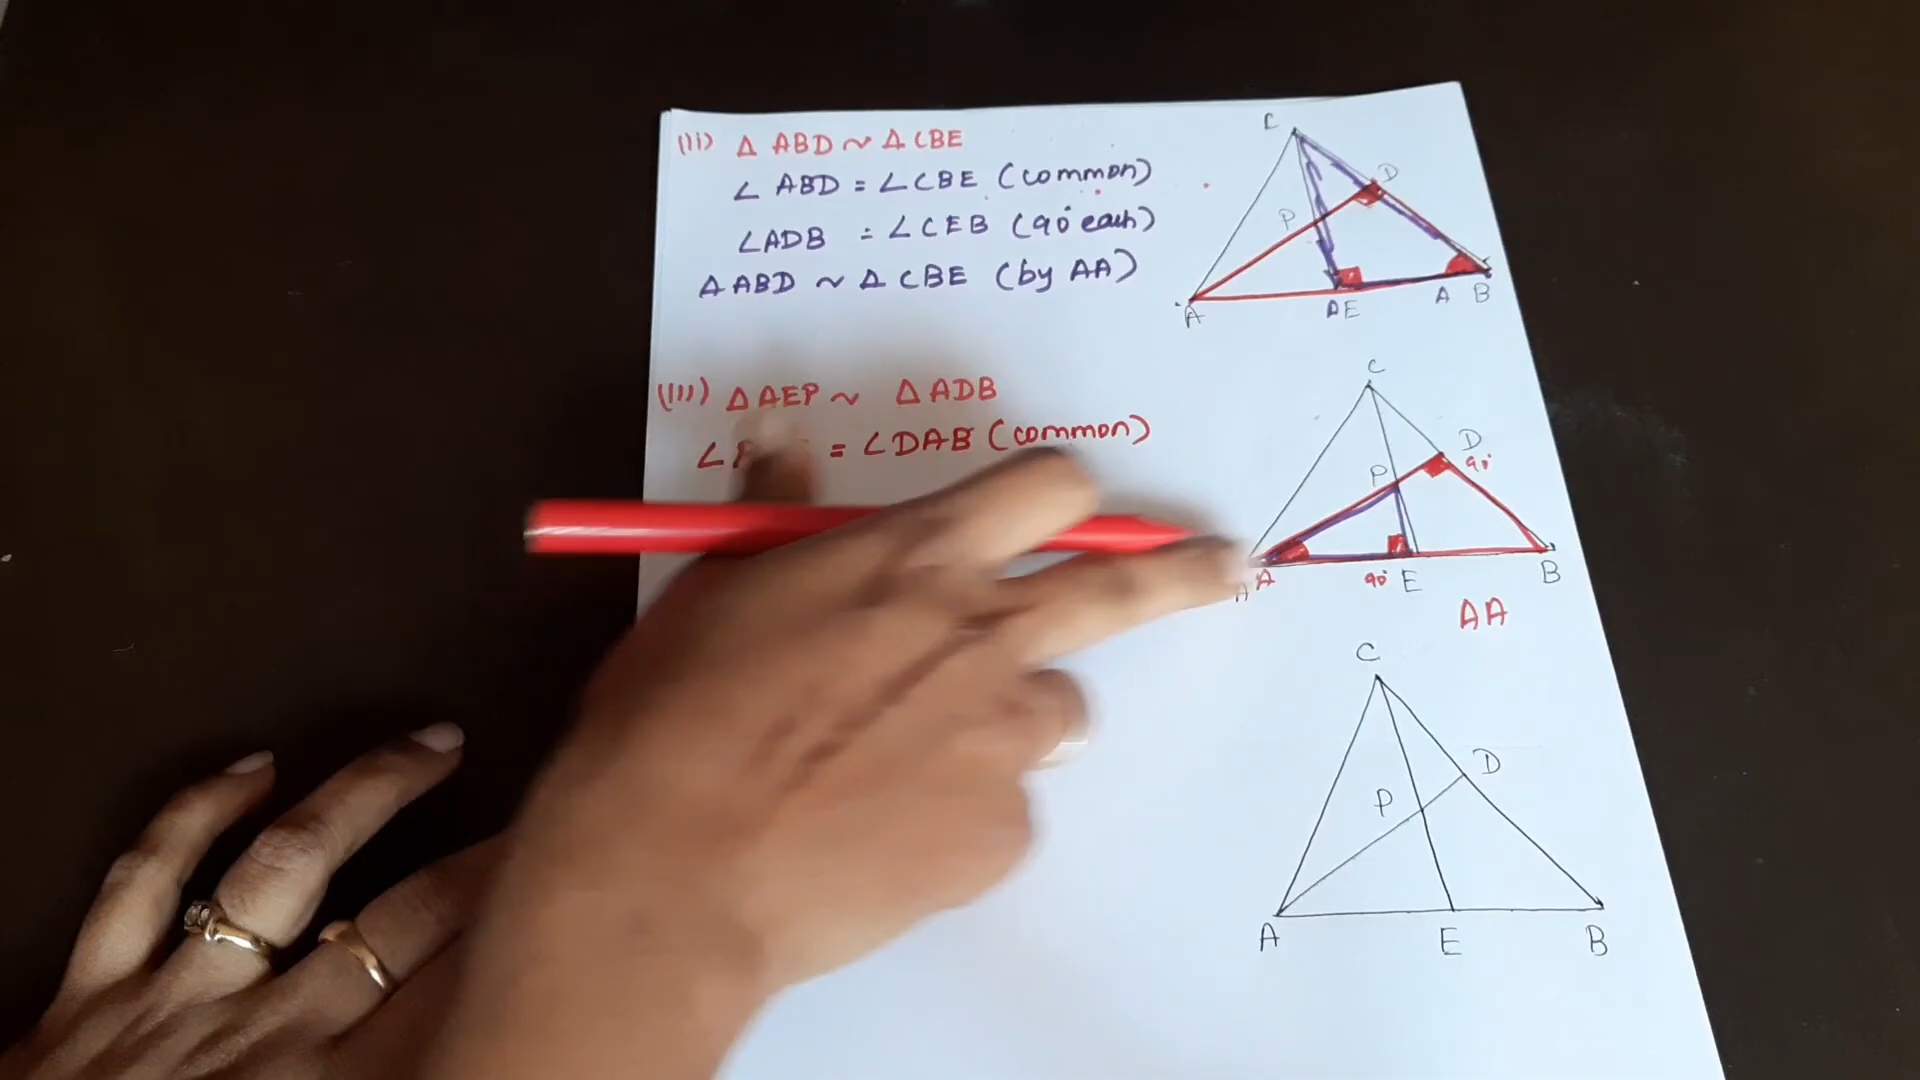 (ii) Δ ABD ~ Δ CBE
∠ ABD = ∠CBE (common)
∠ADB = ∠CEB (90° each)
Δ ABD ~ Δ CBE (by AA)
C
D
P
A
E
A
B
(iii) Δ AEP ~ Δ ADB
∠ = ∠DAB (common)
C
D
90°
P
A
A
90°
E
B
AA
C
D
P
A
E
B